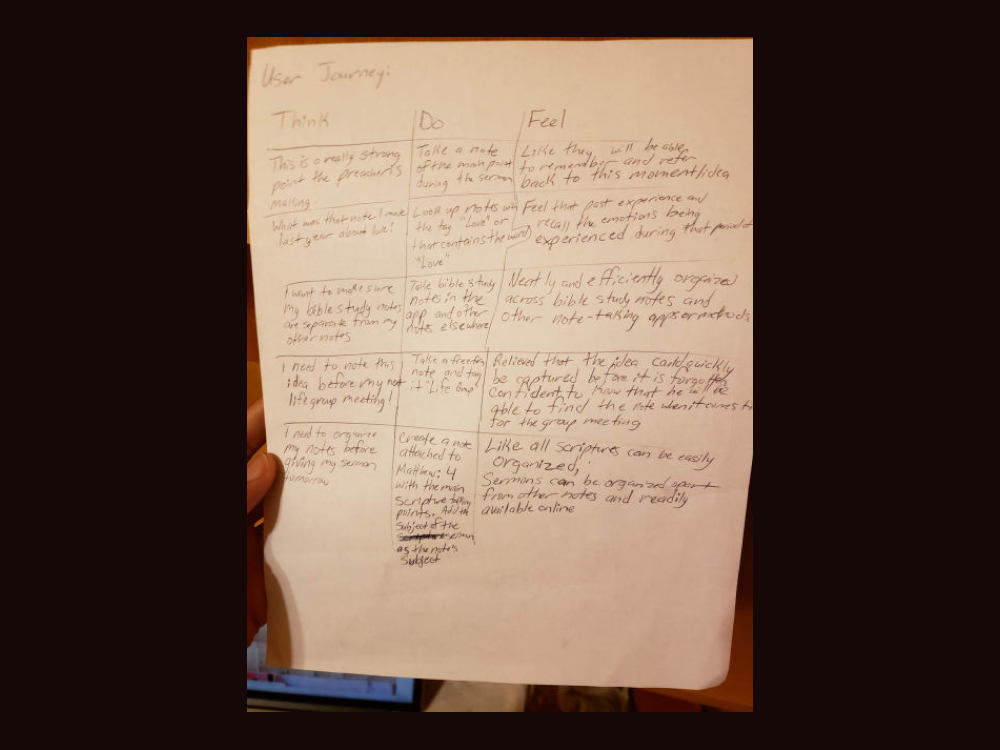 User Journey:
Think
Do
Feel
This is a really strong
point the preacher's
making.
Take a note
of the main point
during the sermon
Like they will be able
to remember and refer
back to this moment/idea
What was that note I made
last year about love?
Look up notes with
the tag "Love" or
that contains the word
"Love"
Feel that past experience and
recall the emotions being
experienced during that period of
I want to make sure
my bible study notes
are separate from my
other notes
Take bible study
notes in the
app and other
notes elsewhere
Neatly and efficiently organized
across bible study notes and
other note-taking apps or methods
I need to note this
idea before my
life group meeting!
Take a freeform
note and tag
it "Life Group"
Relieved that the idea could quickly
be captured before it is forgotten
Confident to know that he will be
able to find the note when it comes
for the group meeting
I need to organize
my notes before
giving my sermon
tomorrow
Create a note
attached to
Matthew: 4
with the main
scripture
points. Add the
subject of the
sermon
as the note's
subject
Like all scriptures can be easily
organized,
Sermons can be organized apart
from other notes and readily
available online